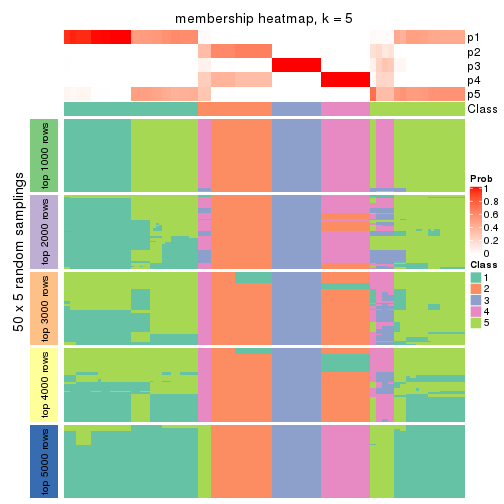 membership heatmap, k = 5
p1
p2
p3
p4
p5
Class
50 x 5 random samplings
top 1000 rows
top 2000 rows
top 3000 rows
top 4000 rows
top 5000 rows
Prob
1
0.8
0.6
0.4
0.2
0
Class
1
2
3
4
5